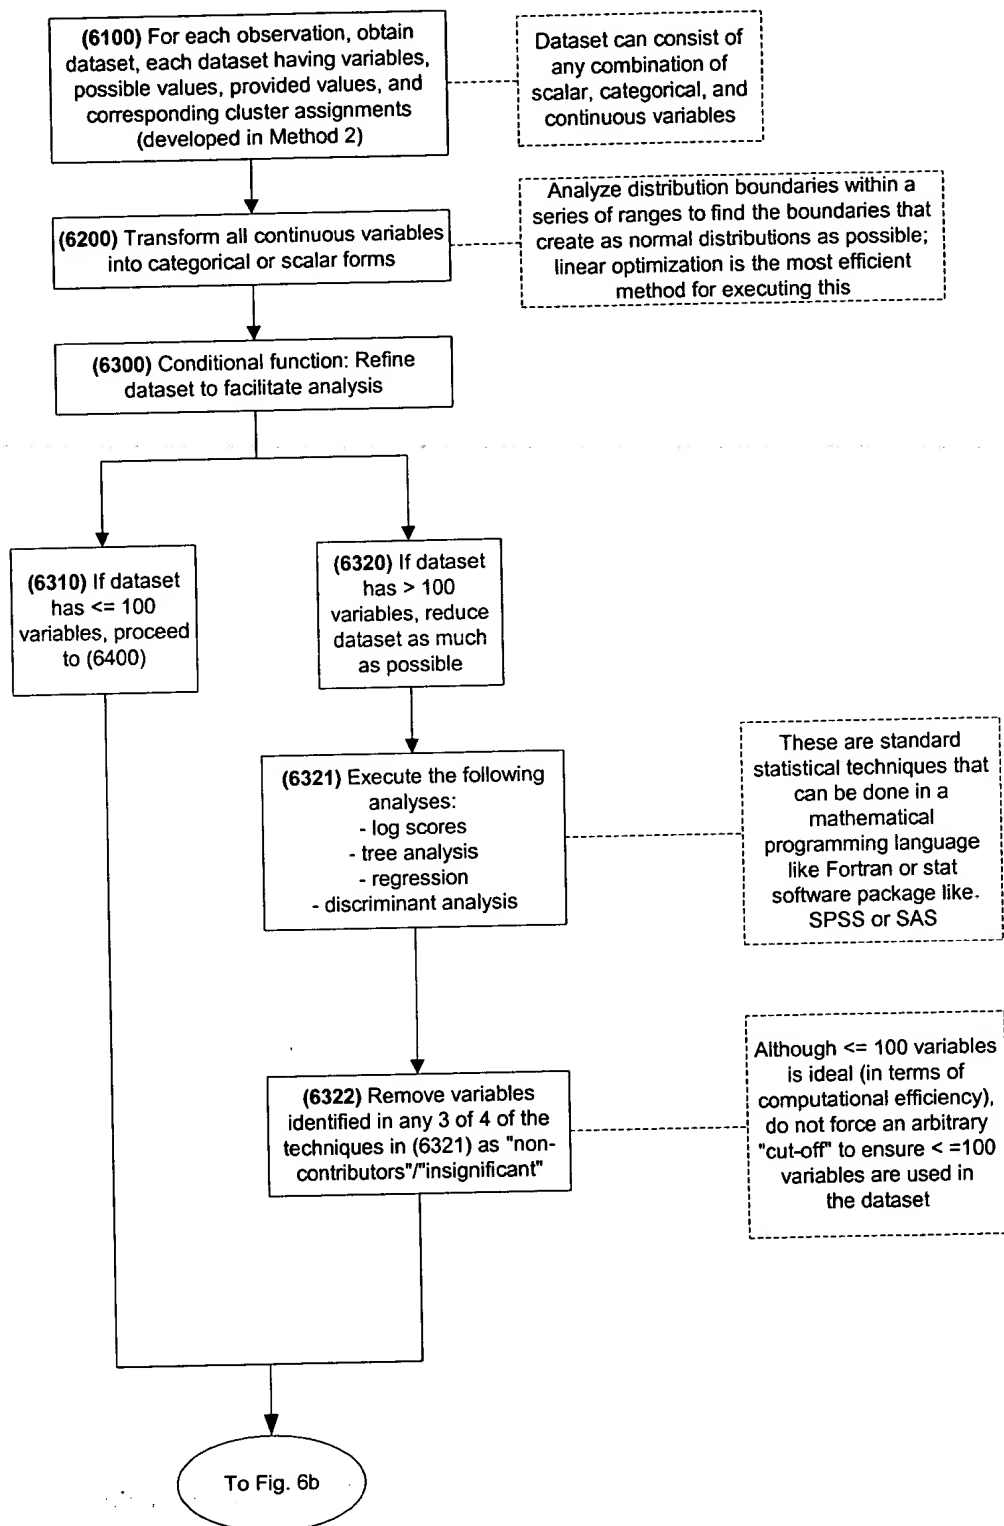 (6100) For each observation, obtain
dataset, each dataset having variables,
possible values, provided values, and
corresponding cluster assignments
(developed in Method 2)
Dataset can consist of
any combination of
scalar, categorical, and
continuous variables
(6200) Transform all continuous variables
into categorical or scalar forms
Analyze distribution boundaries within a
series of ranges to find the boundaries that
create as normal distributions as possible;
linear optimization is the most efficient
method for executing this
(6300) Conditional function: Refine
dataset to facilitate analysis
(6310) If dataset
has <= 100
variables, proceed
to (6400)
(6320) If dataset
has > 100
variables, reduce
dataset as much
as possible
(6321) Execute the following
analyses:
- log scores
- tree analysis
- regression
- discriminant analysis
These are standard
statistical techniques that
can be done in a
mathematical
programming language
like Fortran or stat
software package like.
SPSS or SAS
(6322) Remove variables
identified in any 3 of 4 of the
techniques in (6321) as "non-
contributors"/"insignificant"
Although <= 100 variables
is ideal (in terms of
computational efficiency),
do not force an arbitrary
"cut-off" to ensure < =100
variables are used in
the dataset
To Fig. 6b